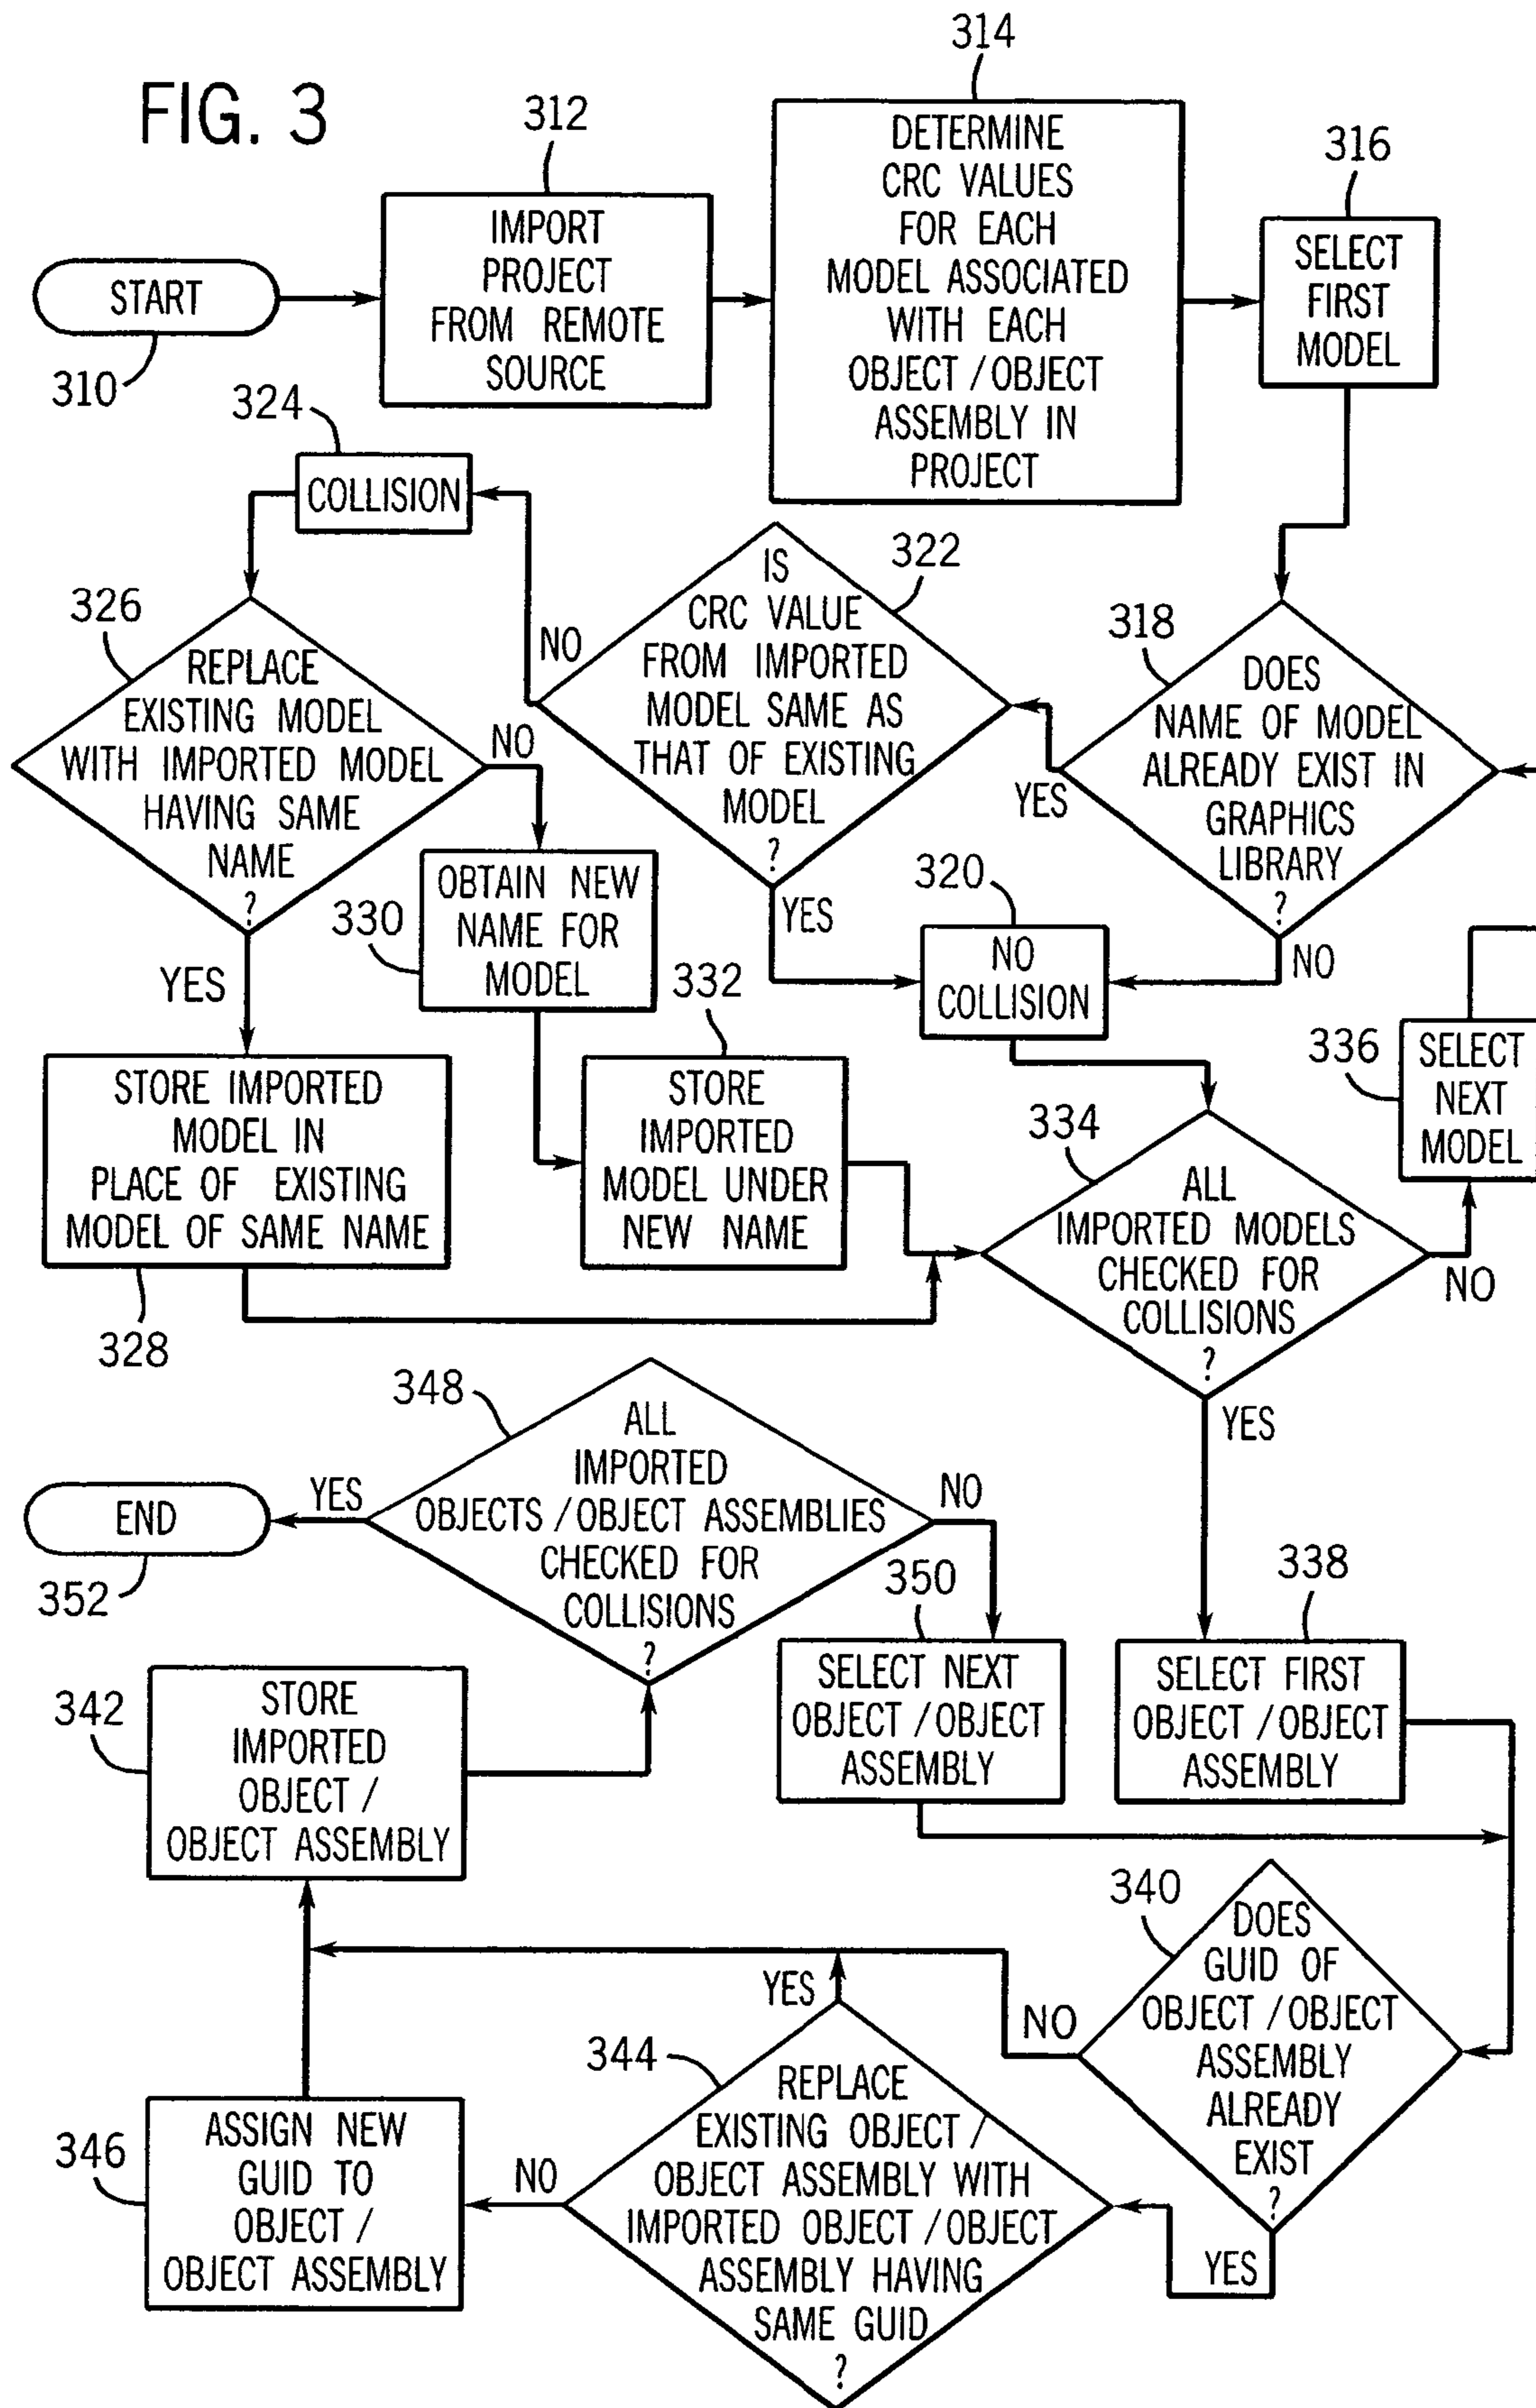 FIG. 3
310
START
312
IMPORT
PROJECT
FROM REMOTE
SOURCE
314
DETERMINE
CRC VALUES
FOR EACH
MODEL ASSOCIATED
WITH EACH
OBJECT / OBJECT
ASSEMBLY IN
PROJECT
316
SELECT
FIRST
MODEL
318
DOES
NAME OF MODEL
ALREADY EXIST IN
GRAPHICS
LIBRARY
?
YES
NO
322
IS
CRC VALUE
FROM IMPORTED
MODEL SAME AS
THAT OF EXISTING
MODEL
?
NO
YES
320
NO
COLLISION
324
COLLISION
326
REPLACE
EXISTING MODEL
WITH IMPORTED MODEL
HAVING SAME
NAME
?
NO
YES
330
OBTAIN NEW
NAME FOR
MODEL
332
STORE
IMPORTED
MODEL UNDER
NEW NAME
STORE IMPORTED
MODEL IN
PLACE OF EXISTING
MODEL OF SAME NAME
328
334
ALL
IMPORTED MODELS
CHECKED FOR
COLLISIONS
?
NO
YES
336
SELECT
NEXT
MODEL
348
ALL
IMPORTED
OBJECTS / OBJECT ASSEMBLIES
CHECKED FOR
COLLISIONS
?
YES
NO
END
352
350
SELECT NEXT
OBJECT / OBJECT
ASSEMBLY
338
SELECT FIRST
OBJECT / OBJECT
ASSEMBLY
342
STORE
IMPORTED
OBJECT /
OBJECT ASSEMBLY
340
DOES
GUID OF
OBJECT / OBJECT
ASSEMBLY
ALREADY
EXIST
?
NO
YES
344
REPLACE
EXISTING OBJECT /
OBJECT ASSEMBLY WITH
IMPORTED OBJECT / OBJECT
ASSEMBLY HAVING
SAME GUID
?
YES
NO
346
ASSIGN NEW
GUID TO
OBJECT /
OBJECT ASSEMBLY